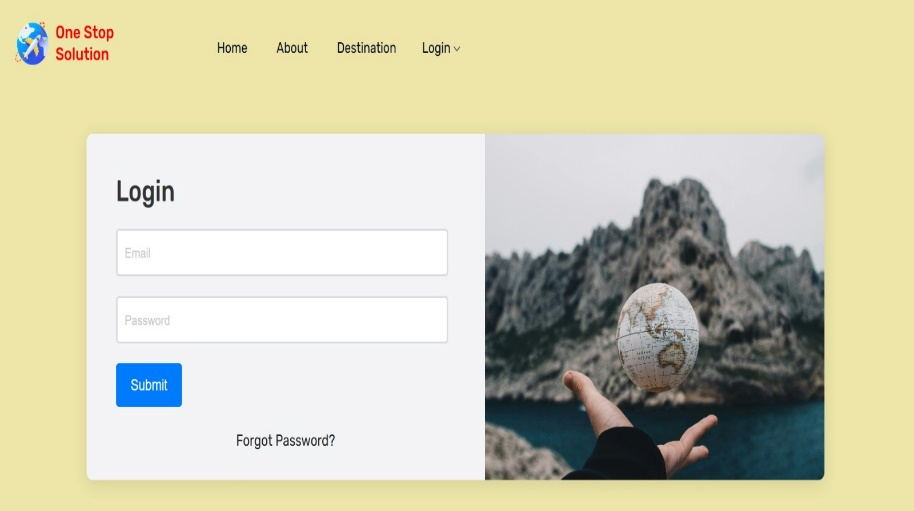 One Stop
Solution
Home
About
Destination
Login
Login
Email
Password
Submit
Forgot Password?